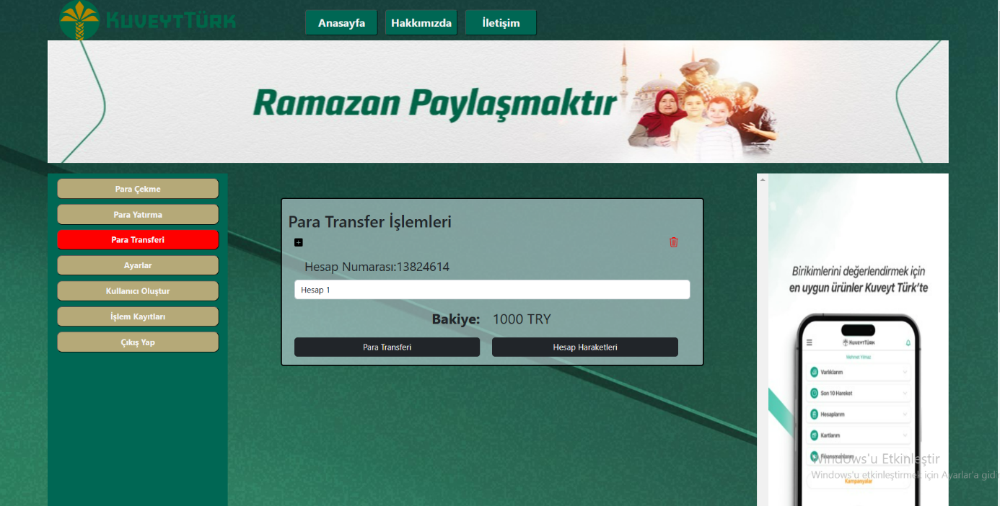 KUVEYTTÜRK
Anasayfa
Hakkımızda
İletişim
Ramazan Paylaşmaktır
Para Çekme
Para Yatırma
Para Transferi
Ayarlar
Kullanıcı Oluştur
İşlem Kayıtları
Çıkış Yap
Para Transfer İşlemleri
Hesap Numarası:13824614
Hesap 1
Bakiye: 1000 TRY
Para Transferi
Hesap Haraketleri
Birikimlerini değerlendirmek için
en uygun ürünler Kuveyt Türk'te
KUVEYTTÜRK
Mehmet Yılmaz
Varlıklarım
Son 10 Hareket
Hesaplarım
Kartlarım
Finansmanlarım
Windows'u Etkinleştir
Windows'u etkinleştirmek için Ayarlar'a gid
Kampanyalar